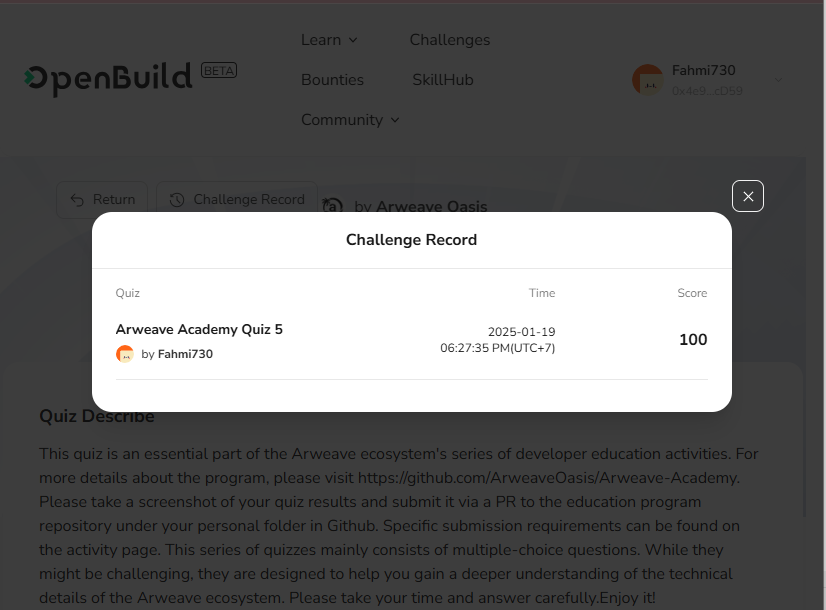 Learn
Challenges
OpenBuild BETA
Bounties
SkillHub
Fahmi730
0x4e9...cD59
Community
Return
Challenge Record
by Arweave Oasis
Challenge Record
Quiz
Time
Score
Arweave Academy Quiz 5
by Fahmi730
2025-01-19
06:27:35 PM(UTC+7)
100
Quiz Describe
This quiz is an essential part of the Arweave ecosystem's series of developer education activities. For
more details about the program, please visit https://github.com/ArweaveOasis/Arweave-Academy.
Please take a screenshot of your quiz results and submit it via a PR to the education program
repository under your personal folder in Github. Specific submission requirements can be found on
the activity page. This series of quizzes mainly consists of multiple-choice questions. While they
might be challenging, they are designed to help you gain a deeper understanding of the technical
details of the Arweave ecosystem. Please take your time and answer carefully.Enjoy it!